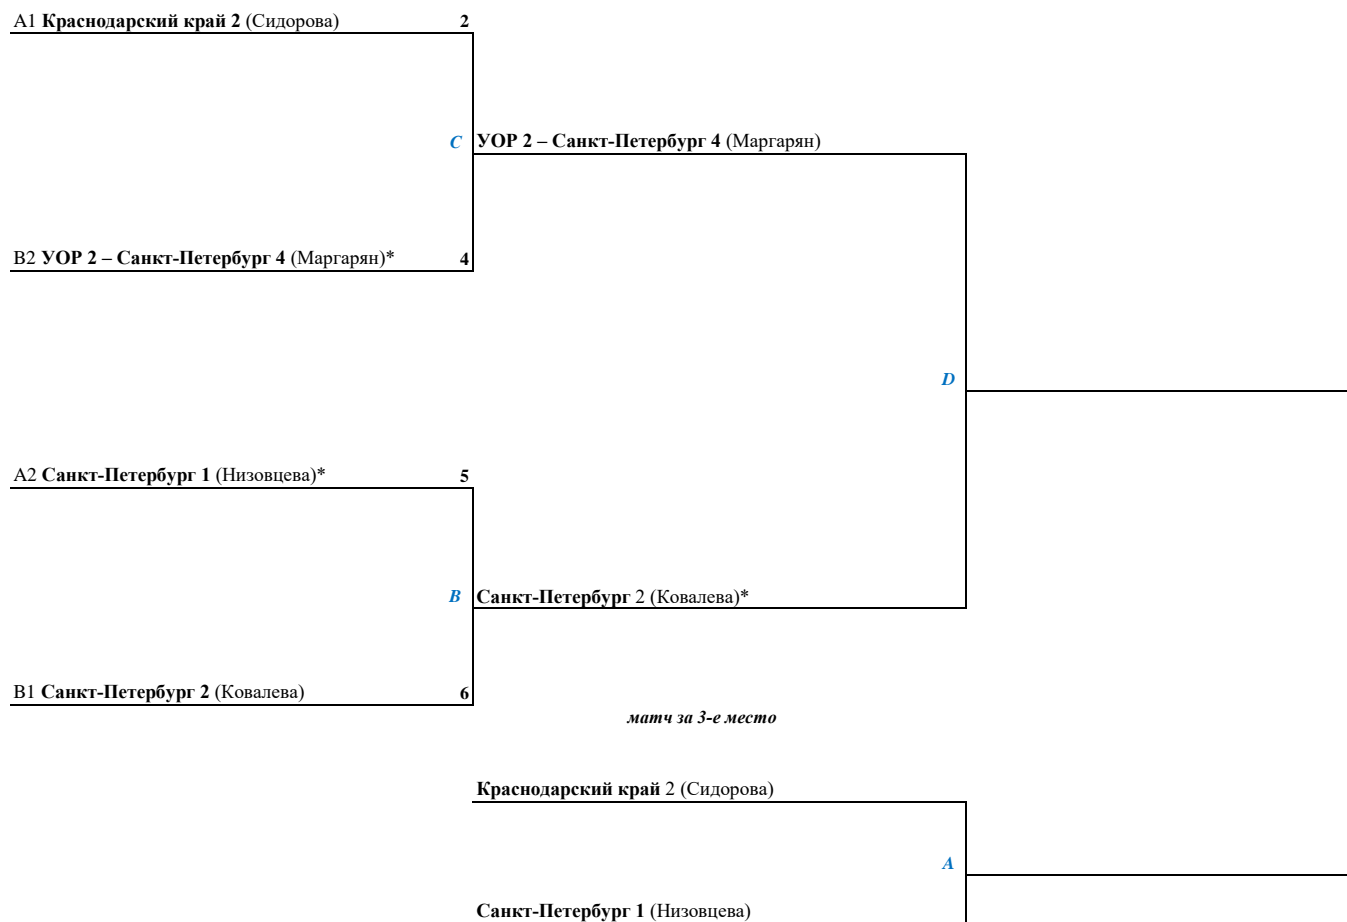 A1 Краснодарский край 2 (Сидорова) 2
C УОР 2 – Санкт-Петербург 4 (Маргарян)
B2 УОР 2 – Санкт-Петербург 4 (Маргарян)* 4
D
A2 Санкт-Петербург 1 (Низовцева)* 5
B Санкт-Петербург 2 (Ковалева)*
B1 Санкт-Петербург 2 (Ковалева) 6
матч за 3-е место
Краснодарский край 2 (Сидорова)
A
Санкт-Петербург 1 (Низовцева)